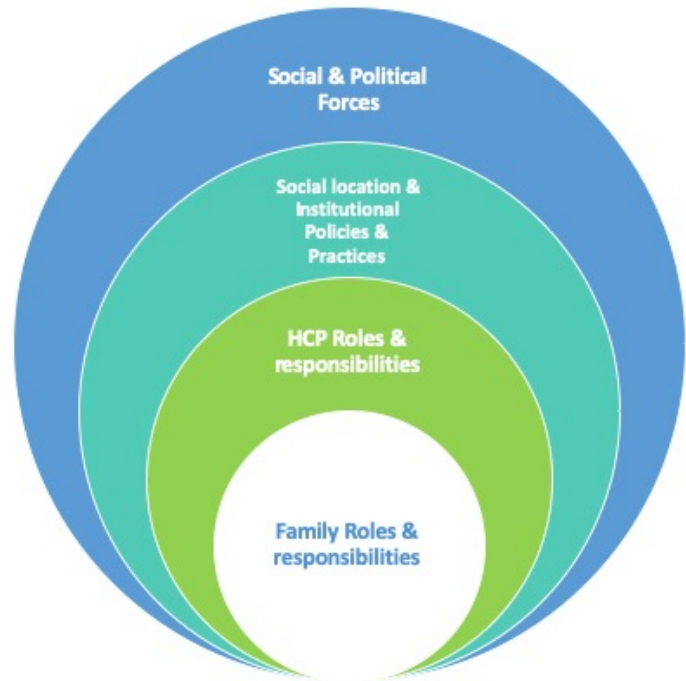 Social & Political
Forces
Social location &
Institutional
Policies &
Practices
HCP Roles &
responsibilities
Family Roles &
responsibilities